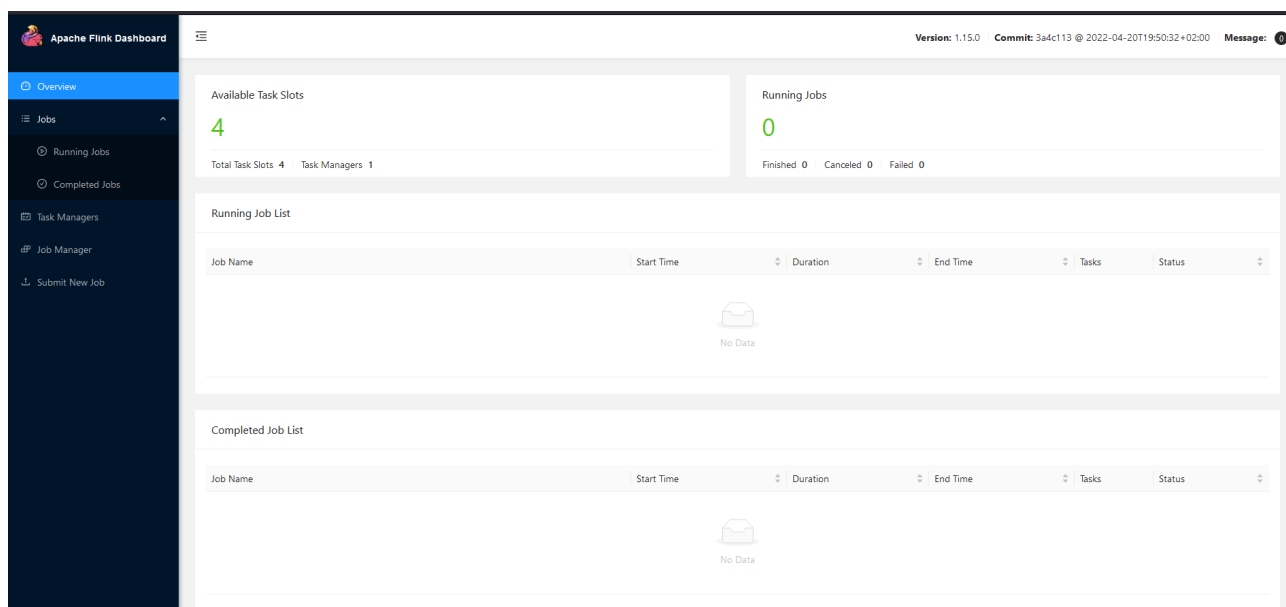 Apache Flink Dashboard
Version: 1.15.0 Commit: 3a4c113 @ 2022-04-20T19:50:32+02:00 Message: 0
Overview
Jobs
Running Jobs
Completed Jobs
Task Managers
Job Manager
Submit New Job
Available Task Slots
4
Total Task Slots 4 Task Managers 1
Running Jobs
0
Finished 0 Canceled 0 Failed 0
Running Job List
Job Name Start Time Duration End Time Tasks Status
No Data
Completed Job List
Job Name Start Time Duration End Time Tasks Status
No Data